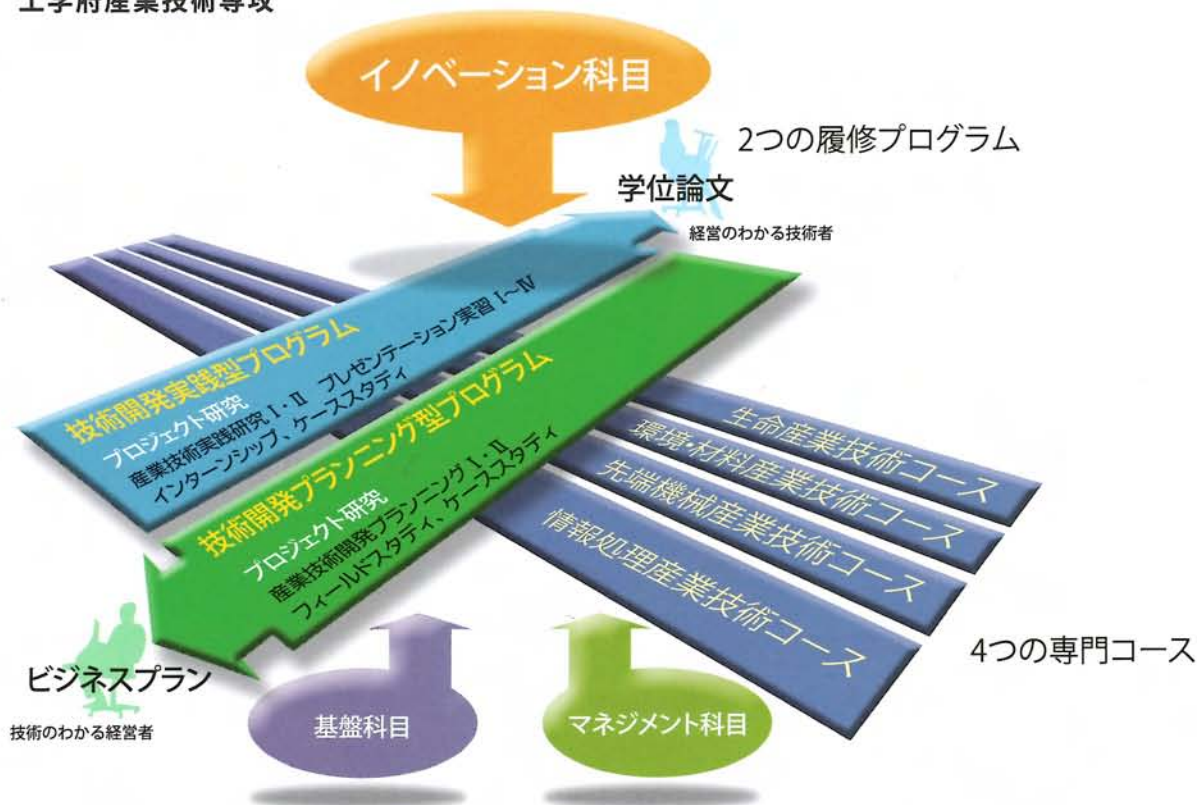 工学府産業技術専攻
イノベーション科目
2つの履修プログラム
学位論文
経営のわかる技術者
技術開発実践型プログラム
プロジェクト研究
産業技術実践研究Ⅰ・Ⅱ プレゼンテーション実習Ⅰ〜Ⅳ
インターンシップ、ケーススタディ
技術開発プランニング型プログラム
プロジェクト研究
産業技術開発プランニングⅠ・Ⅱ
フィールドスタディ、ケーススタディ
生命産業技術コース
環境・材料産業技術コース
先端機械産業技術コース
情報処理産業技術コース
4つの専門コース
ビジネスプラン
技術のわかる経営者
基盤科目
マネジメント科目